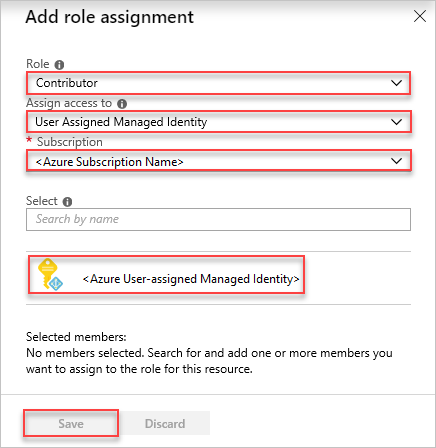 Add role assignment
Role
Contributor
Assign access to
User Assigned Managed Identity
* Subscription
<Azure Subscription Name>
Select
Search by name
<Azure User-assigned Managed Identity>
Selected members:
No members selected. Search for and add one or more members you
want to assign to the role for this resource.
Save Discard